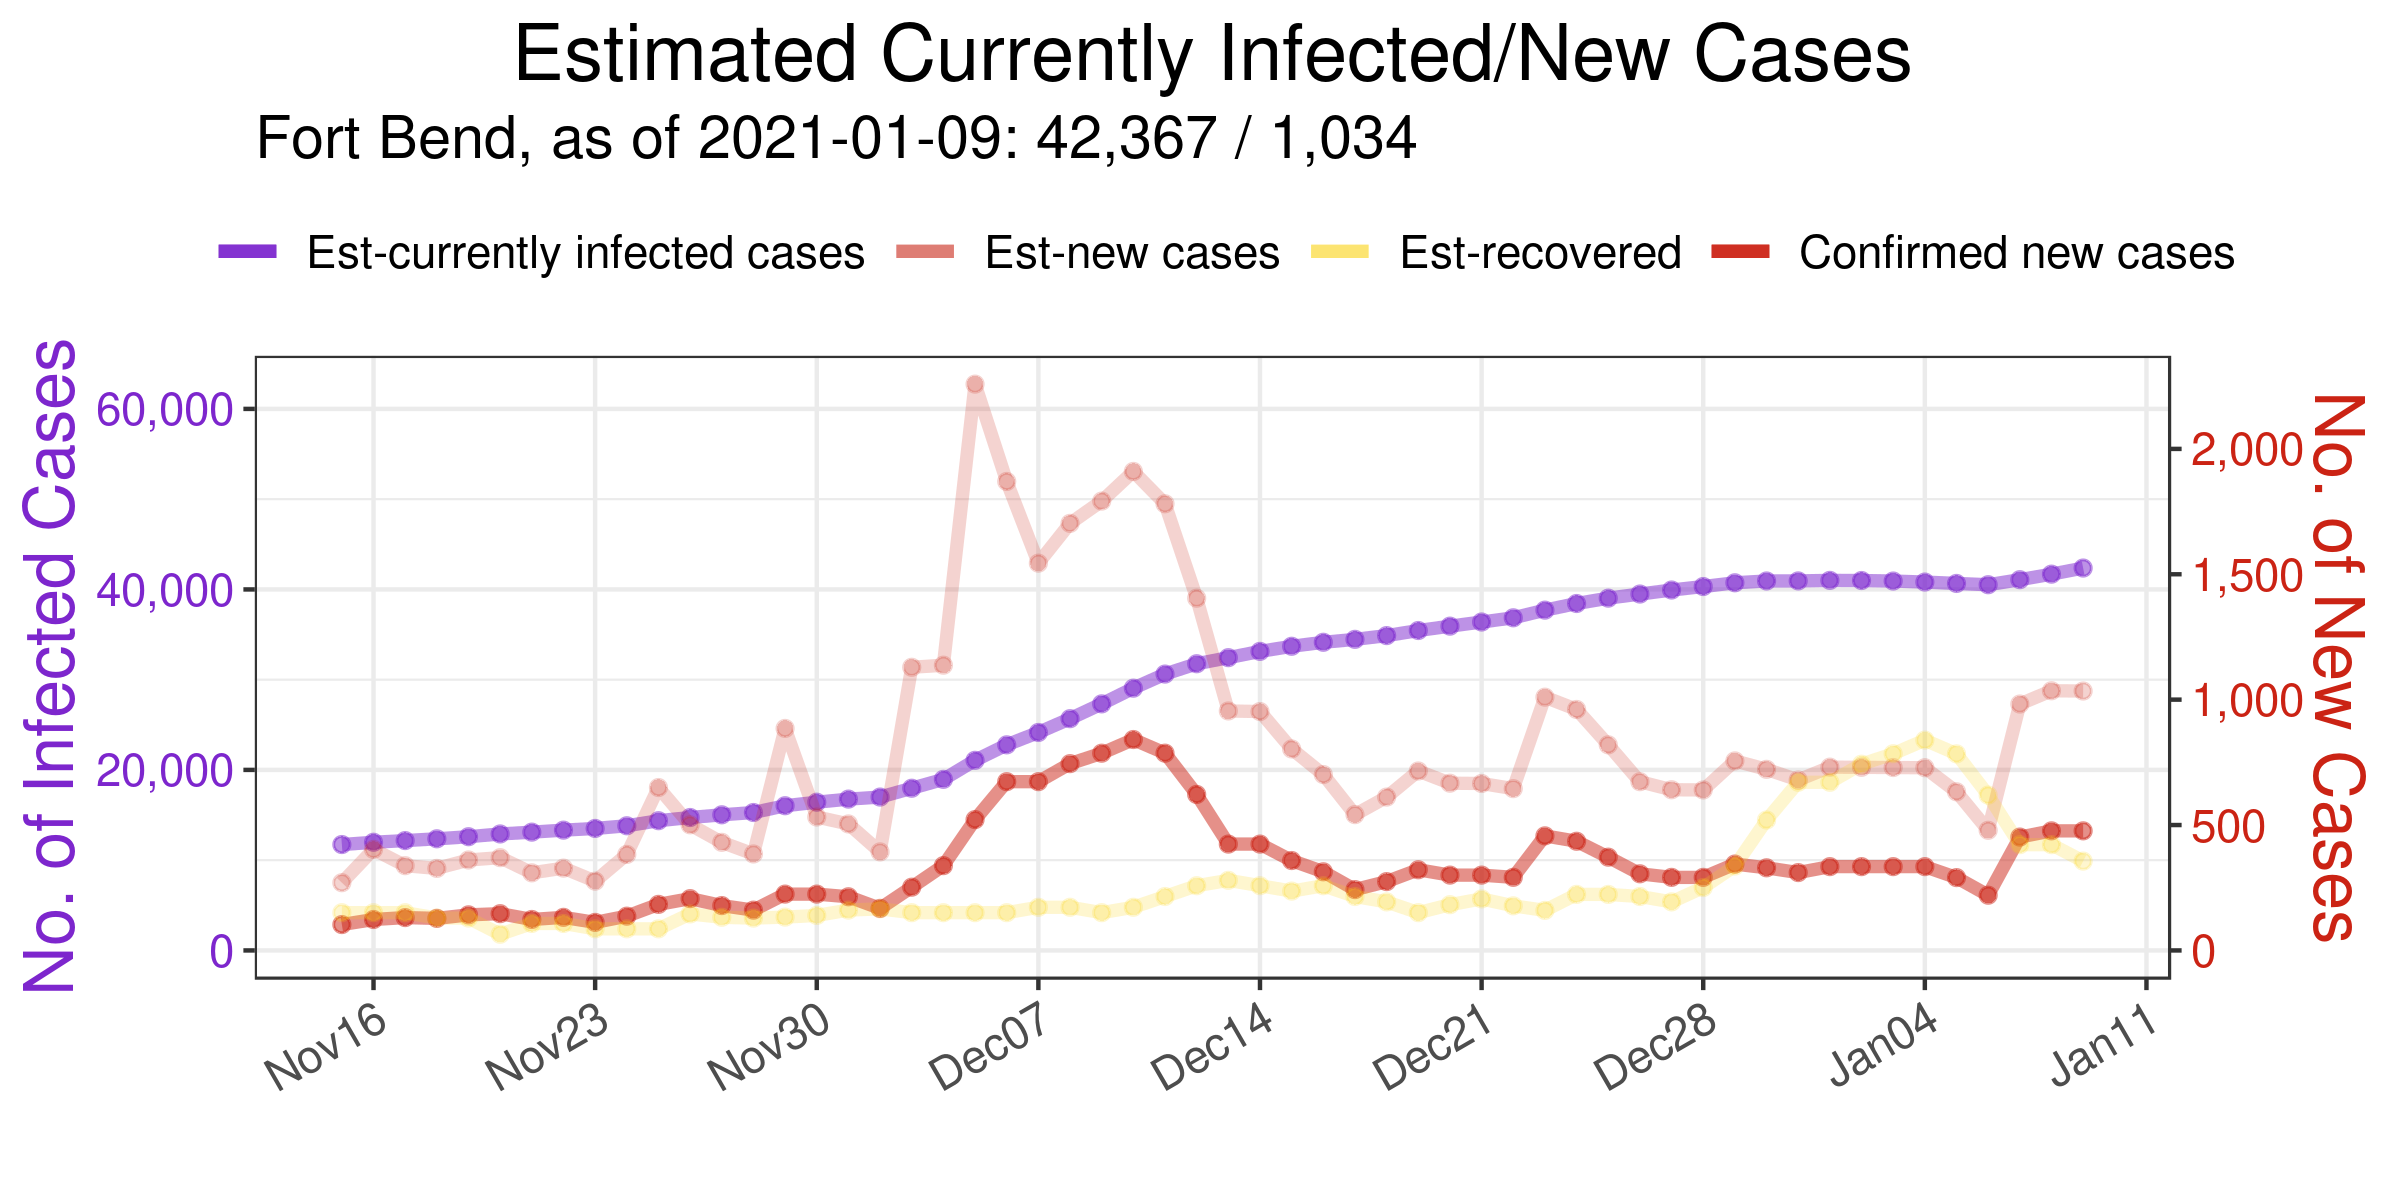 Estimated Currently Infected/New Cases
Fort Bend, as of 2021-01-09: 42,367 / 1,034
Est-currently infected cases Est-new cases Est-recovered Confirmed new cases
No. of Infected Cases
60,000
40,000
20,000
0
2,000
1,500
1,000
500
0
No. of New Cases
Nov16 Nov23 Nov30 Dec07 Dec14 Dec21 Dec28 Jan04 Jan11